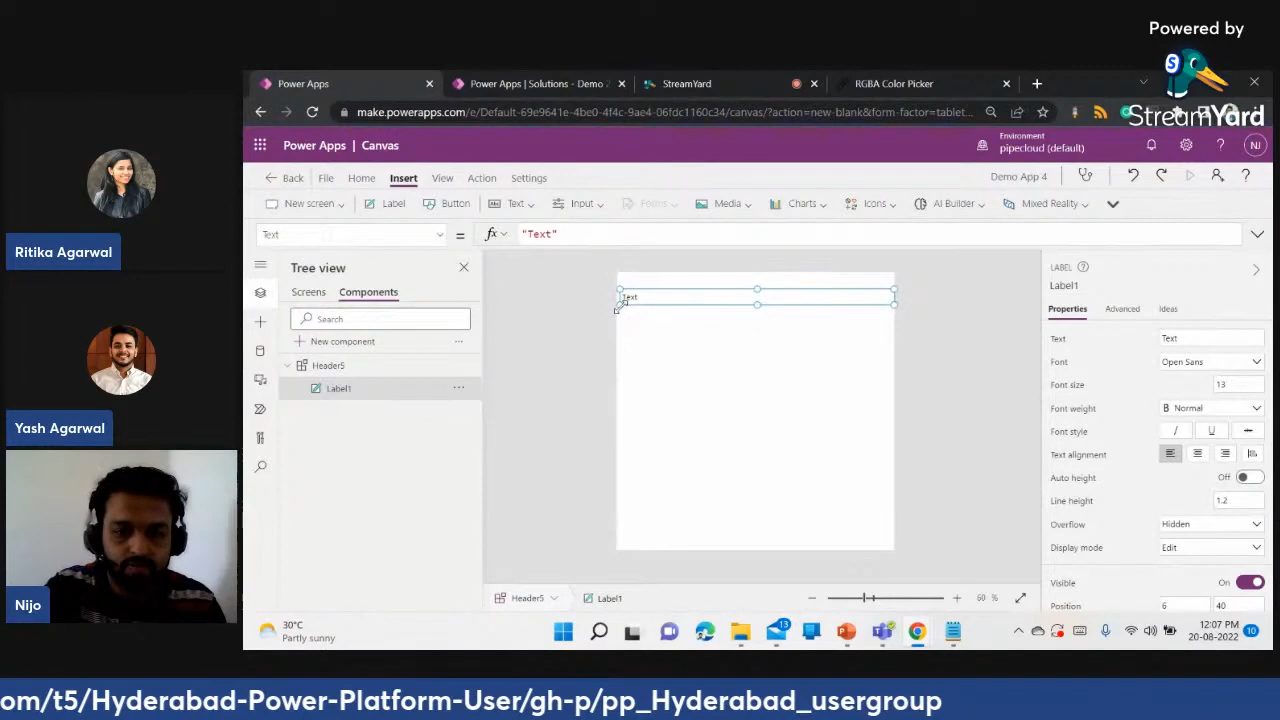 Powered by
StreamYard
Ritika Agarwal
Yash Agarwal
Nijo
Power Apps
Power Apps | Solutions - Demo
StreamYard
RGBA Color Picker
make.powerapps.com/e/Default-69e9641e-4be0-4f4c-9ae4-06fdc1160c34/canvas/?action=new-blank&form-factor=tablet...
Power Apps | Canvas
Environment
pipecloud (default)
NJ
Back File Home Insert View Action Settings
Demo App 4
New screen Label Button Text Input Forms Media Charts Icons AI Builder Mixed Reality
Text = fx "Text"
Tree view
Screens Components
Search
New component ...
Header5
Label1 ...
Text
LABEL
Label1
Properties Advanced Ideas
Text Text
Font Open Sans
Font size 13
Font weight B Normal
Font style / U
Text alignment
Auto height Off
Line height 1.2
Overflow Hidden
Display mode Edit
Visible On
Position 6 40
Header5 Label1
60 %
30°C
Partly sunny
13
12:07 PM
20-08-2022
10
om/t5/Hyderabad-Power-Platform-User/gh-p/pp_Hyderabad_usergroup